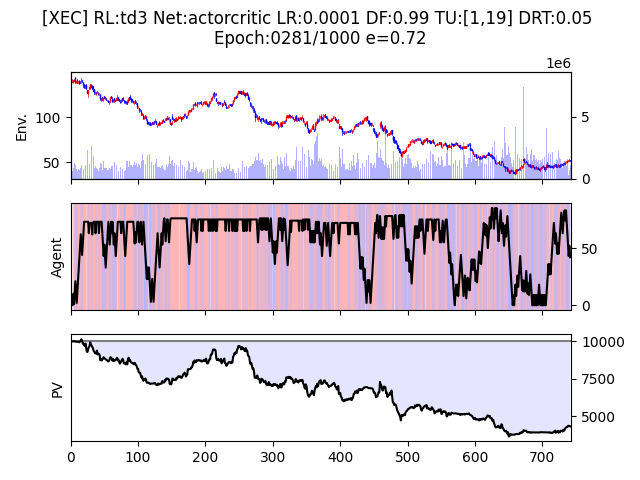 [XEC] RL:td3 Net:actorcritic LR:0.0001 DF:0.99 TU:[1,19] DRT:0.05
Epoch:0281/1000 e=0.72
1e6
Env.
100
50
5
0
Agent
50
0
PV
10000
7500
5000
0 100 200 300 400 500 600 700